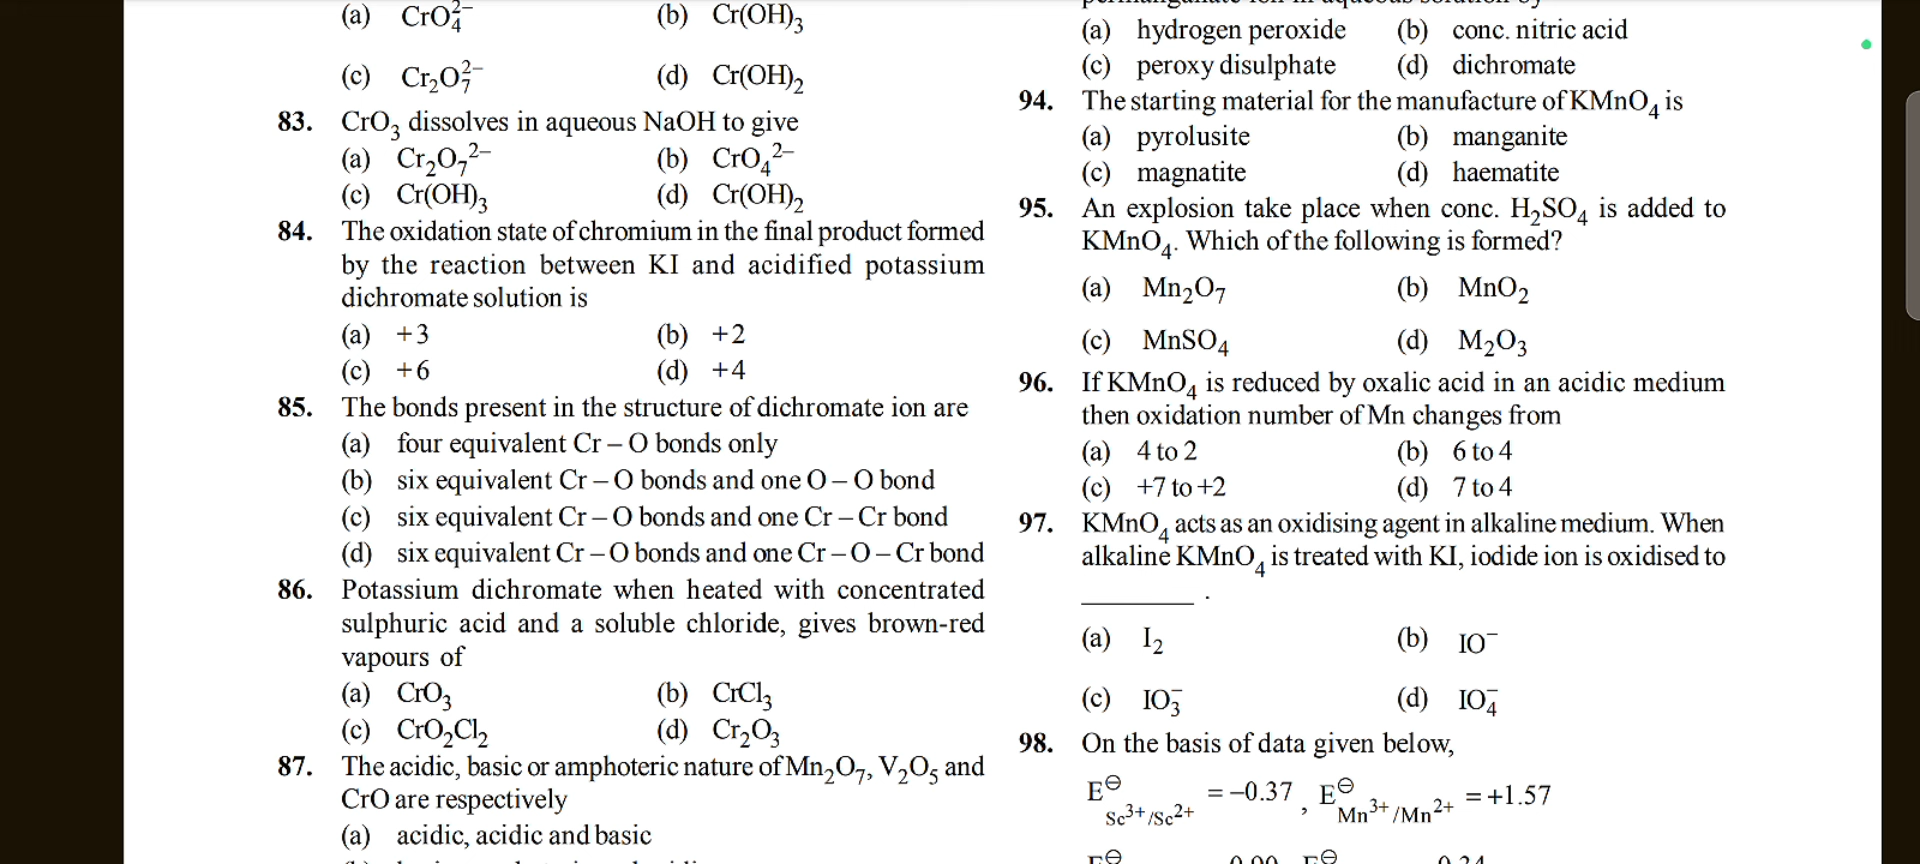 (a) CrO₄²⁻ (b) Cr(OH)₃
(c) Cr₂O₇²⁻ (d) Cr(OH)₂
83. CrO₃ dissolves in aqueous NaOH to give
(a) Cr₂O₇²⁻ (b) CrO₄²⁻
(c) Cr(OH)₃ (d) Cr(OH)₂
84. The oxidation state of chromium in the final product formed
by the reaction between KI and acidified potassium
dichromate solution is
(a) +3 (b) +2
(c) +6 (d) +4
85. The bonds present in the structure of dichromate ion are
(a) four equivalent Cr – O bonds only
(b) six equivalent Cr – O bonds and one O – O bond
(c) six equivalent Cr – O bonds and one Cr – Cr bond
(d) six equivalent Cr – O bonds and one Cr – O – Cr bond
86. Potassium dichromate when heated with concentrated
sulphuric acid and a soluble chloride, gives brown-red
vapours of
(a) CrO₃ (b) CrCl₃
(c) CrO₂Cl₂ (d) Cr₂O₃
87. The acidic, basic or amphoteric nature of Mn₂O₇, V₂O₅ and
CrO are respectively
(a) acidic, acidic and basic
(a) hydrogen peroxide (b) conc. nitric acid
(c) peroxy disulphate (d) dichromate
94. The starting material for the manufacture of KMnO₄ is
(a) pyrolusite (b) manganite
(c) magnatite (d) haematite
95. An explosion take place when conc. H₂SO₄ is added to
KMnO₄. Which of the following is formed?
(a) Mn₂O₇ (b) MnO₂
(c) MnSO₄ (d) M₂O₃
96. If KMnO₄ is reduced by oxalic acid in an acidic medium
then oxidation number of Mn changes from
(a) 4 to 2 (b) 6 to 4
(c) +7 to +2 (d) 7 to 4
97. KMnO₄ acts as an oxidising agent in alkaline medium. When
alkaline KMnO₄ is treated with KI, iodide ion is oxidised to
________ .
(a) I₂ (b) IO⁻
(c) IO₃⁻ (d) IO₄⁻
98. On the basis of data given below,
E⊖ Sc³⁺/Sc²⁺ = –0.37 , E⊖ Mn³⁺/Mn²⁺ = +1.57